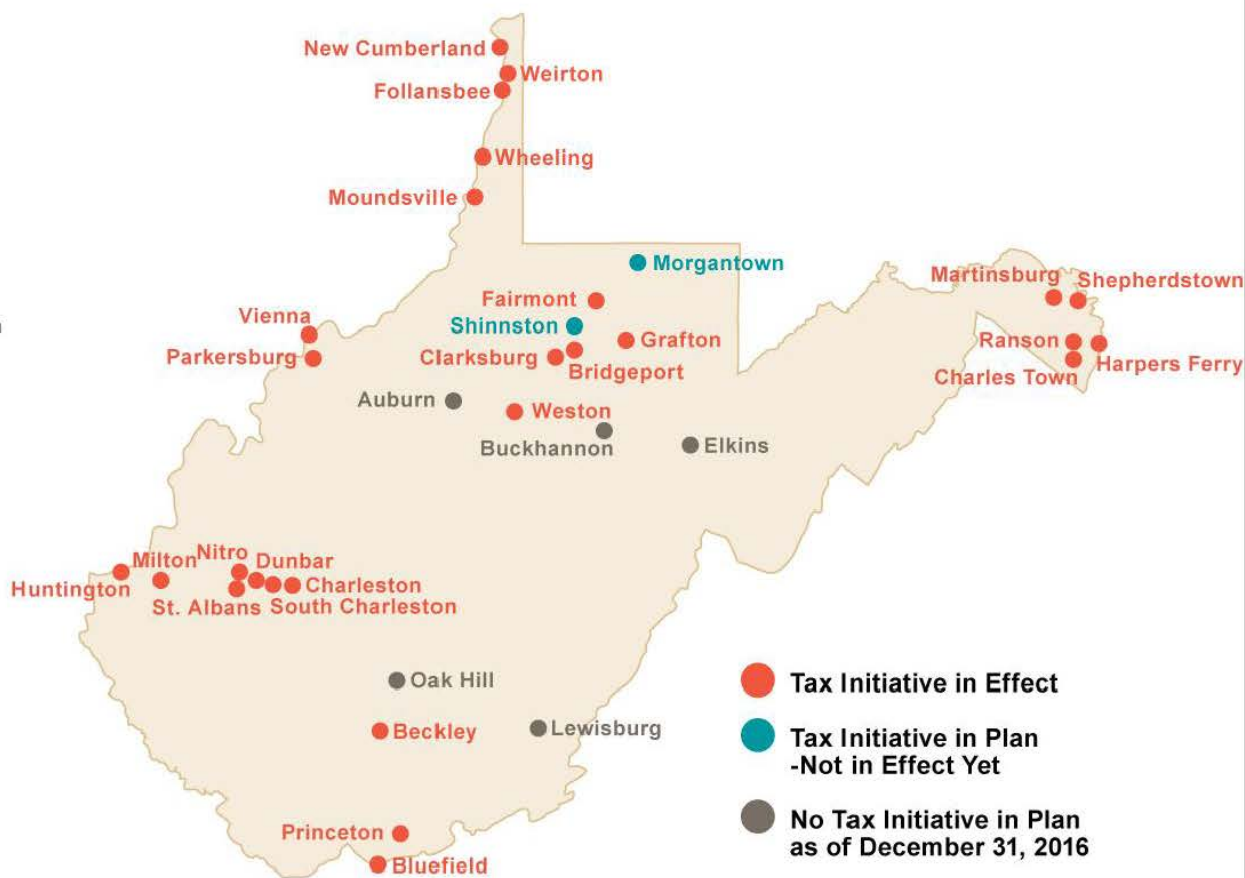 New Cumberland
Weirton
Follansbee
Wheeling
Moundsville
Morgantown
Martinsburg
Shepherdstown
Fairmont
Vienna
Shinnston
Grafton
Ranson
Parkersburg
Clarksburg
Bridgeport
Harpers Ferry
Charles Town
Auburn
Weston
Buckhannon
Elkins
Milton
Nitro
Dunbar
Huntington
Charleston
St. Albans
South Charleston
Oak Hill
Beckley
Lewisburg
Princeton
Bluefield
Tax Initiative in Effect
Tax Initiative in Plan
-Not in Effect Yet
No Tax Initiative in Plan
as of December 31, 2016